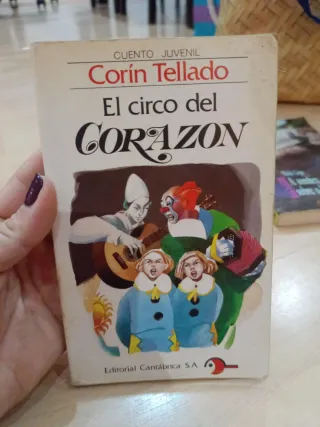 CUENTO JUVENIL
Corín Tellado
El circo del
CORAZON
Editorial Cantábrica S.A.